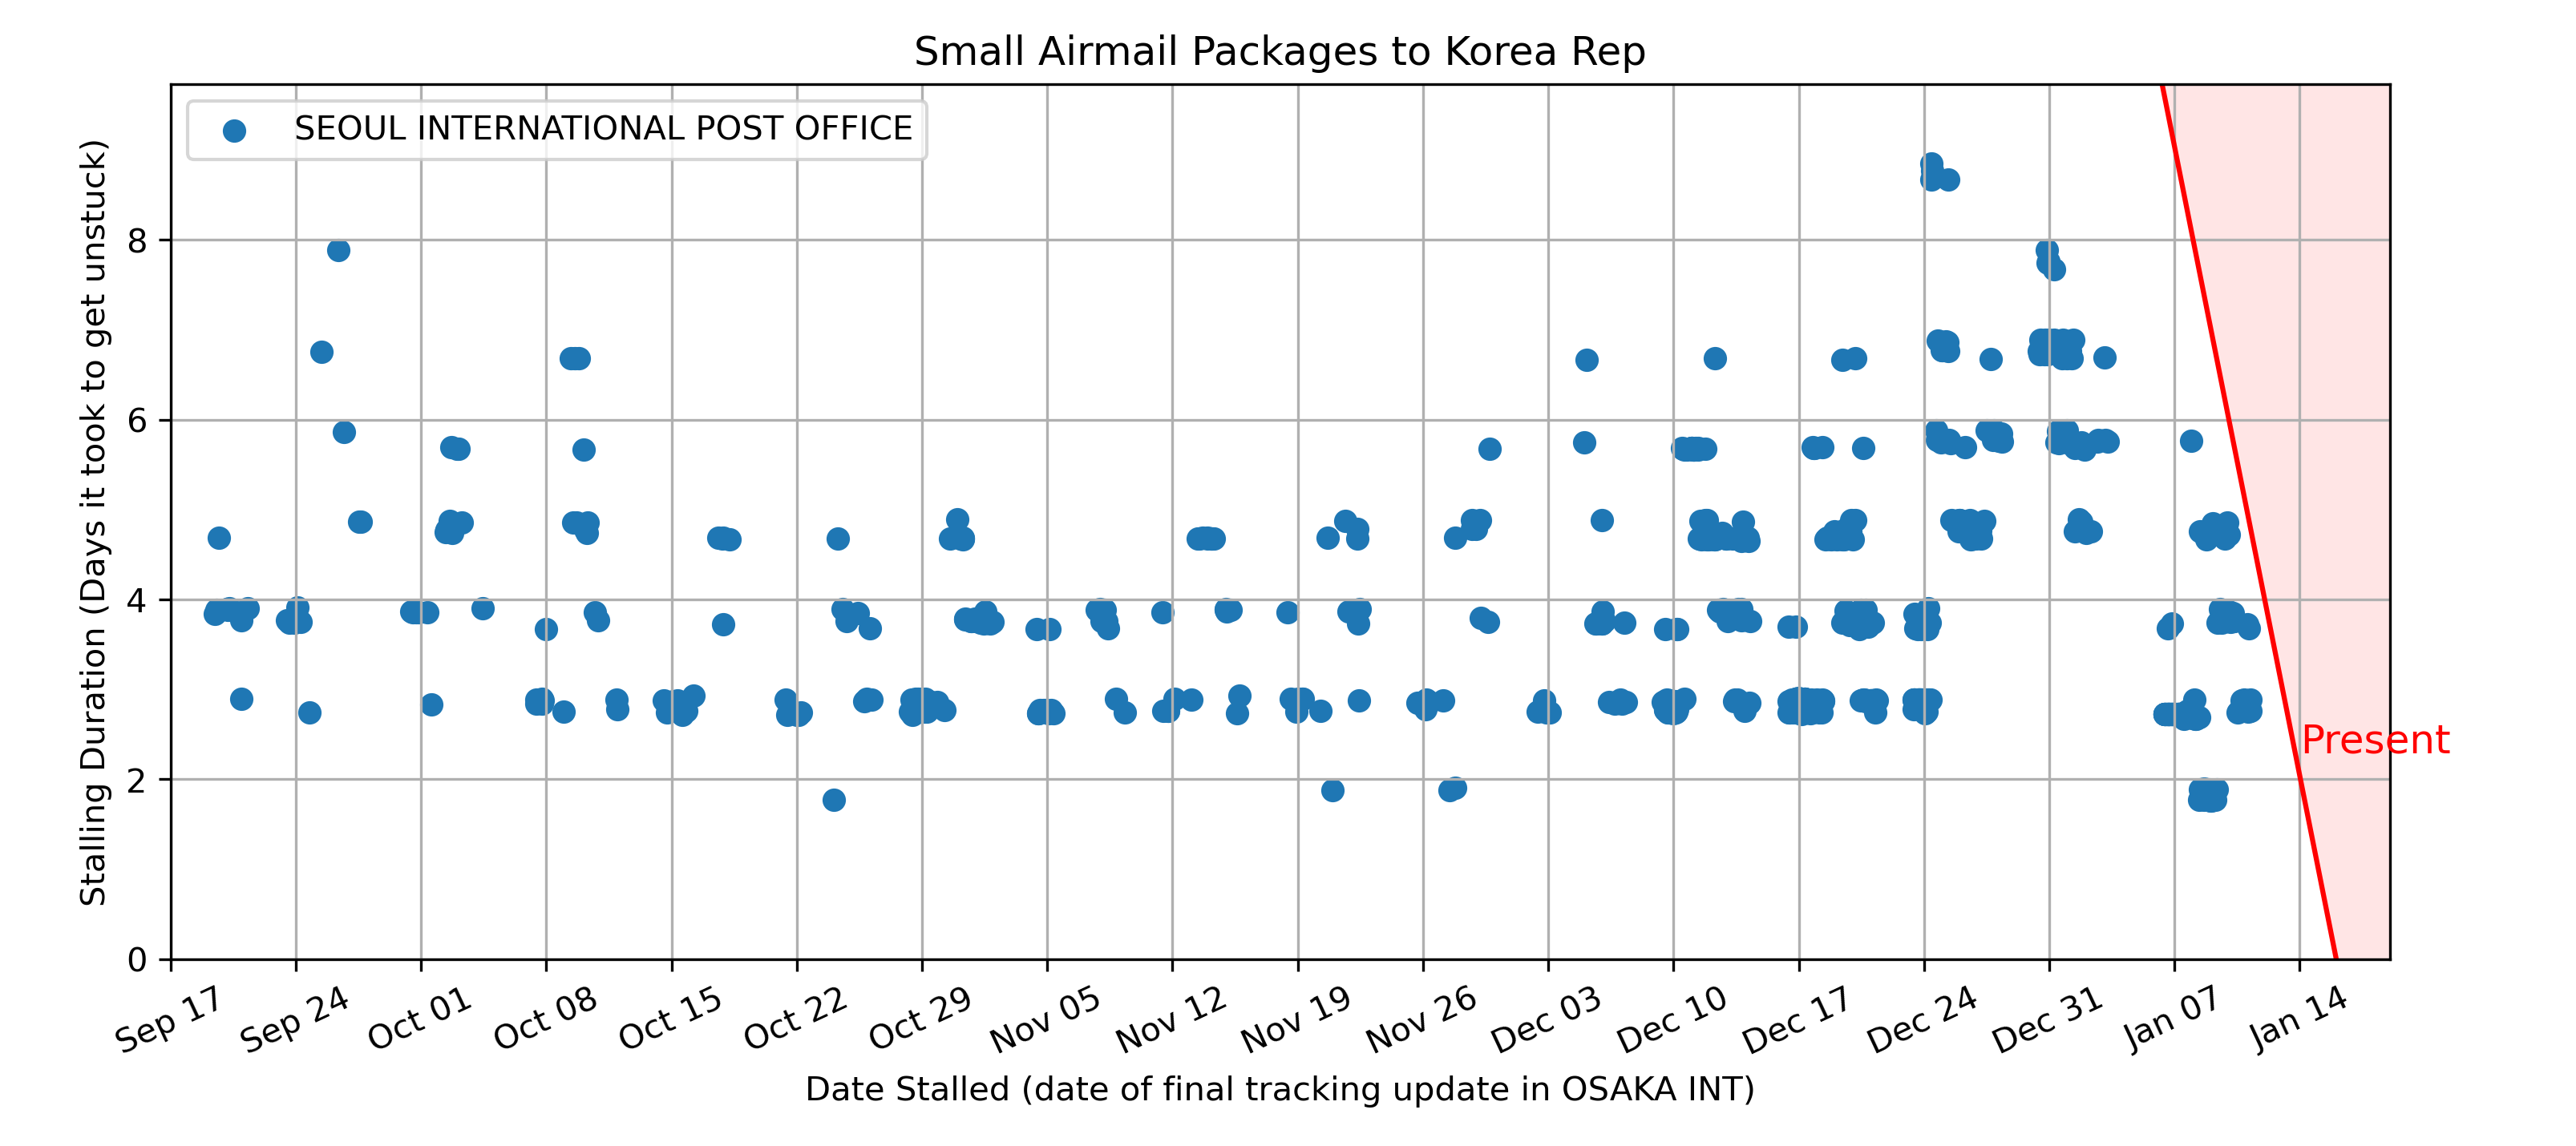 Small Airmail Packages to Korea Rep
SEOUL INTERNATIONAL POST OFFICE
Stalling Duration (Days it took to get unstuck)
8
6
4
2
0
Present
Sep 17
Sep 24
Oct 01
Oct 08
Oct 15
Oct 22
Oct 29
Nov 05
Nov 12
Nov 19
Nov 26
Dec 03
Dec 10
Dec 17
Dec 24
Dec 31
Jan 07
Jan 14
Date Stalled (date of final tracking update in OSAKA INT)